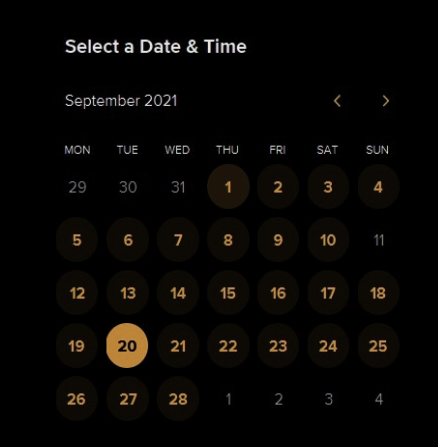 Select a Date & Time
September 2021
MON TUE WED THU FRI SAT SUN
29 30 31 1 2 3 4
5 6 7 8 9 10 11
12 13 14 15 16 17 18
19 20 21 22 23 24 25
26 27 28 1 2 3 4